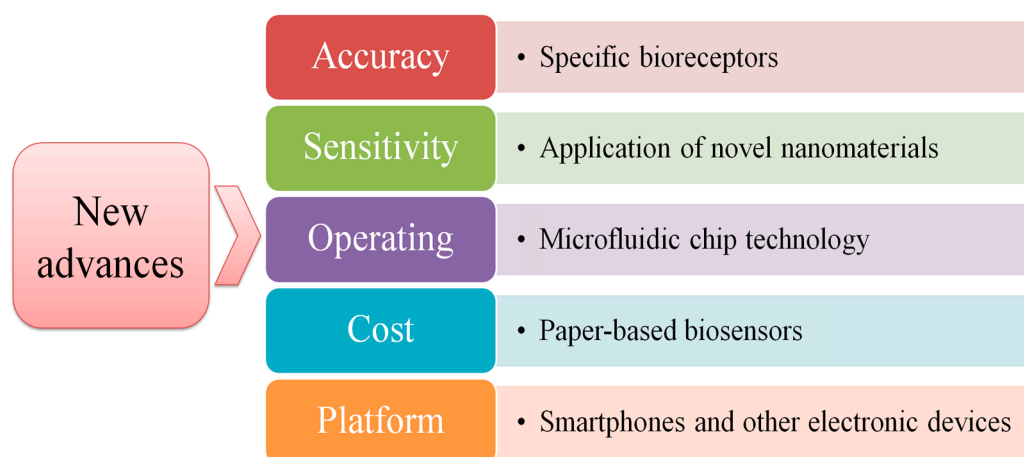 New
advances
Accuracy
• Specific bioreceptors
Sensitivity
• Application of novel nanomaterials
Operating
• Microfluidic chip technology
Cost
• Paper-based biosensors
Platform
• Smartphones and other electronic devices